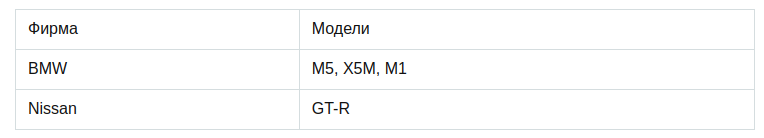 Фирма Модели
BMW M5, X5M, M1
Nissan GT-R